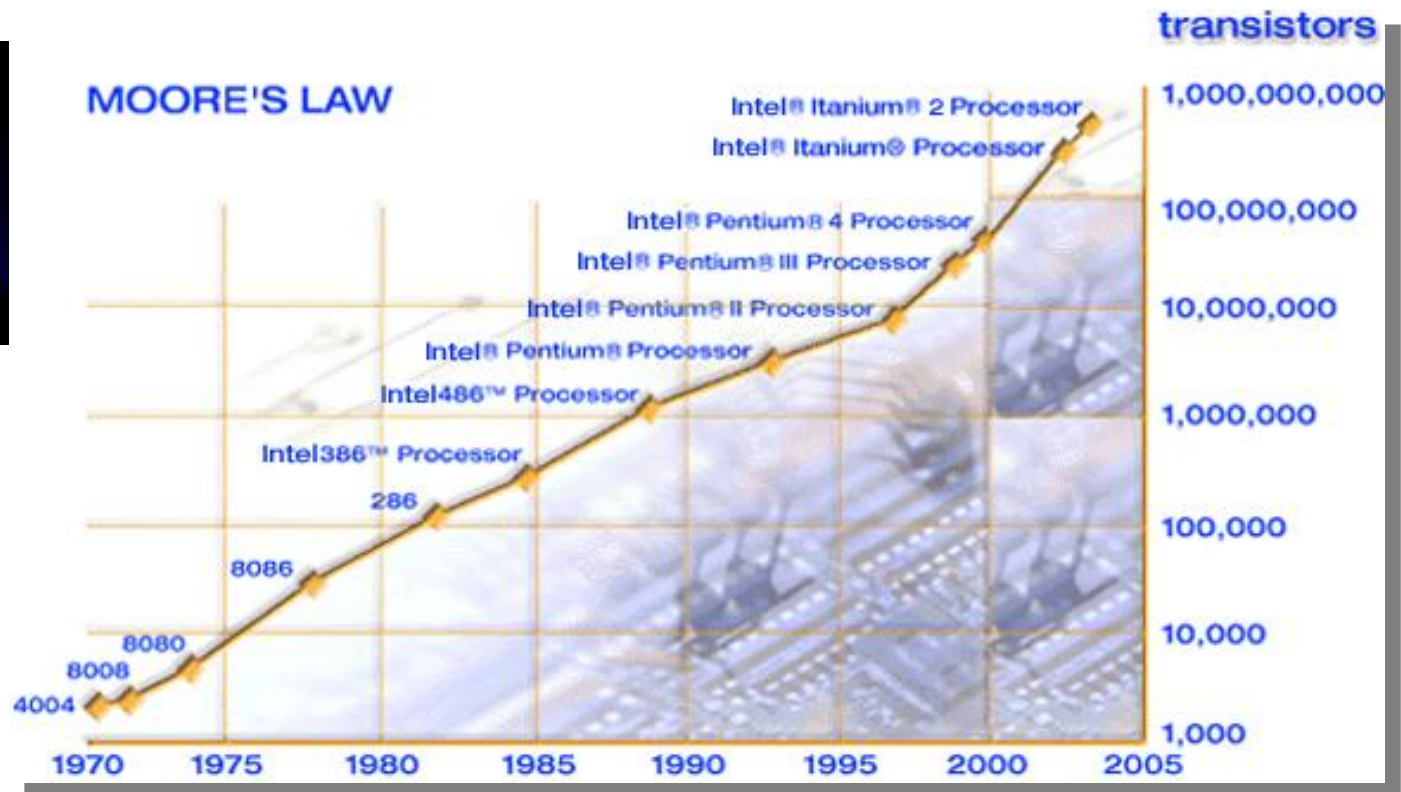 transistors
MOORE'S LAW
1,000,000,000
Intel® Itanium® 2 Processor
Intel® Itanium® Processor
100,000,000
Intel® Pentium® 4 Processor
Intel® Pentium® III Processor
10,000,000
Intel® Pentium® II Processor
Intel® Pentium® Processor
Intel486™ Processor
1,000,000
Intel386™ Processor
286
100,000
8086
10,000
8080
8008
4004
1,000
1970 1975 1980 1985 1990 1995 2000 2005